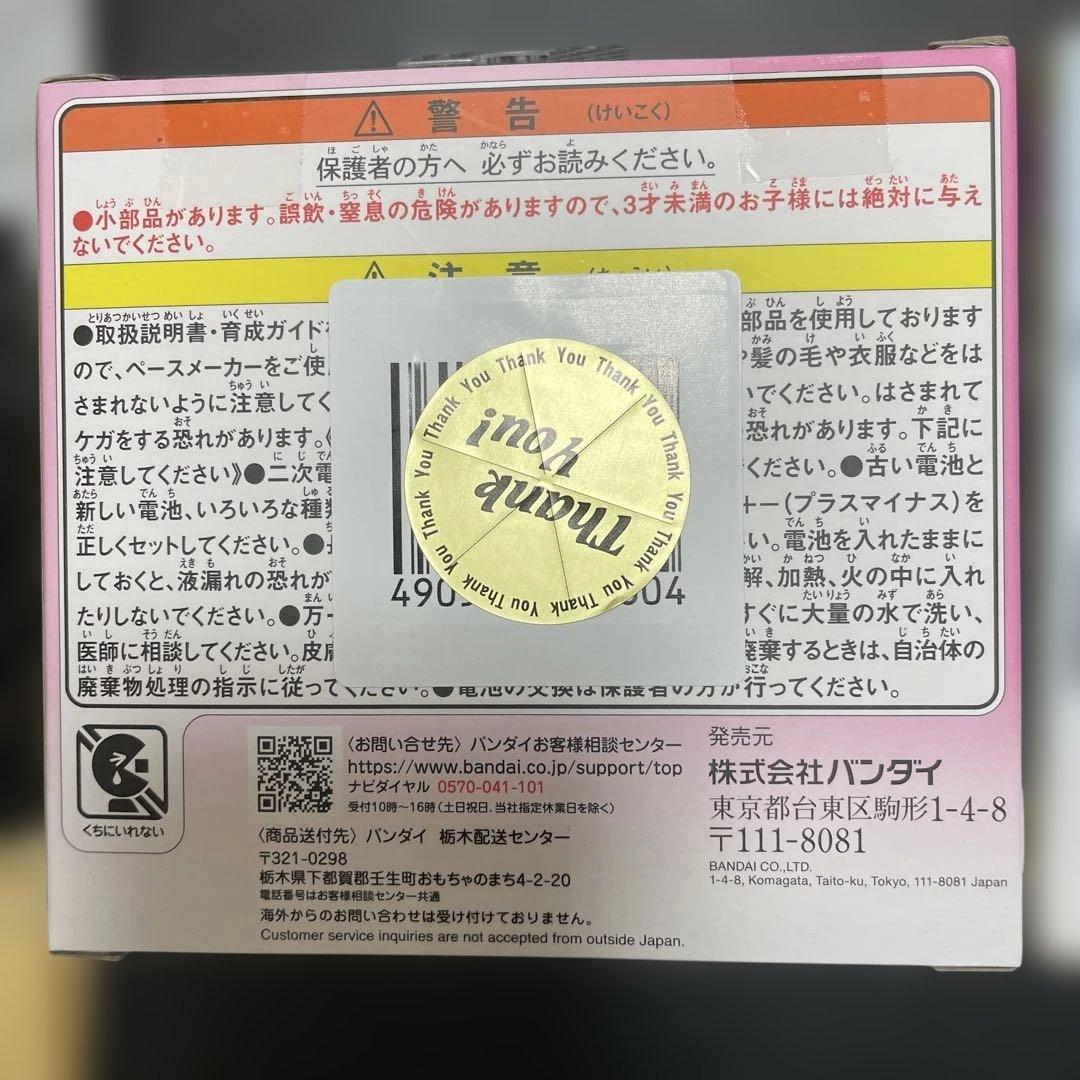 警告 (けいこく)
保護者の方へ 必ずお読みください。
●小部品があります。誤飲・窒息の危険がありますので、3才未満のお子様には絶対に与え
ないでください。
注意 (ちゅうい)
●取扱説明書・育成ガイド 部品を使用しております
ので、ペースメーカーをご使 髪の毛や衣服などをは
さまれないように注意してく いでください。はさまれて
ケガをする恐れがあります。 恐れがあります。下記に
注意してください》●二次電 ください。●古い電池と
新しい電池、いろいろな種類 +−(プラスマイナス)を
正しくセットしてください。● い。電池を入れたままに
しておくと、液漏れの恐れが 解、加熱、火の中に入れ
たりしないでください。●万一 すぐに大量の水で洗い、
医師に相談してください。皮膚 廃棄するときは、自治体の
廃棄物処理の指示に従ってください。●電池の交換は保護者の方が行ってください。
Thank You Thank You Thank You Thank You Thank You Thank You Thank You
Thank
You!
490 004
くちにいれない
〈お問い合せ先〉バンダイお客様相談センター
https://www.bandai.co.jp/support/top
ナビダイヤル 0570-041-101
受付10時〜16時(土日祝日、当社指定休業日を除く)
〈商品送付先〉バンダイ 栃木配送センター
〒321-0298
栃木県下都賀郡壬生町おもちゃのまち4-2-20
電話番号はお客様相談センター共通
海外からのお問い合わせは受け付けておりません。
Customer service inquiries are not accepted from outside Japan.
発売元
株式会社バンダイ
東京都台東区駒形1-4-8
〒111-8081
BANDAI CO.,LTD.
1-4-8, Komagata, Taito-ku, Tokyo, 111-8081 Japan